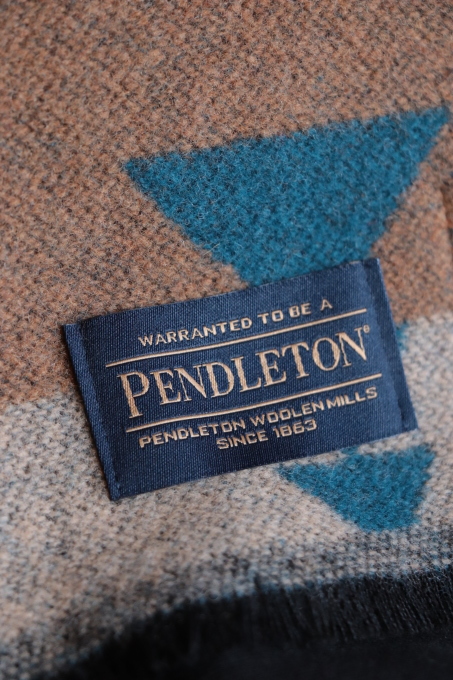 WARRANTED TO BE A
PENDLETON®
PENDLETON WOOLEN MILLS
SINCE 1863